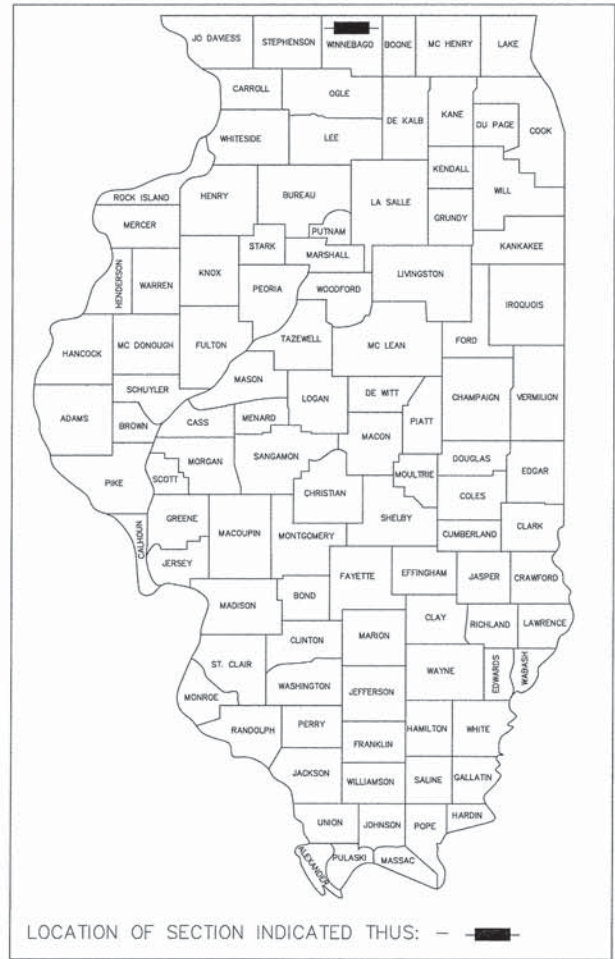 JO DAVIESS STEPHENSON WINNEBAGO BOONE MC HENRY LAKE
CARROLL OGLE
DE KALB KANE DU PAGE COOK
WHITESIDE LEE
KENDALL WILL
ROCK ISLAND HENRY BUREAU LA SALLE GRUNDY
MERCER PUTNAM
STARK MARSHALL KANKAKEE
HENDERSON WARREN KNOX PEORIA WOODFORD LIVINGSTON IROQUOIS
HANCOCK MC DONOUGH FULTON TAZEWELL MC LEAN FORD
MASON
SCHUYLER LOGAN DE WITT CHAMPAIGN VERMILION
ADAMS BROWN CASS MENARD MACON PIATT
MORGAN SANGAMON DOUGLAS EDGAR
PIKE SCOTT CHRISTIAN MOULTRIE COLES
GREENE MACOUPIN MONTGOMERY SHELBY CUMBERLAND CLARK
CALHOUN JERSEY
FAYETTE EFFINGHAM JASPER CRAWFORD
MADISON BOND
CLAY RICHLAND LAWRENCE
CLINTON MARION
ST. CLAIR WAYNE EDWARDS WABASH
WASHINGTON JEFFERSON
MONROE
RANDOLPH PERRY HAMILTON WHITE
FRANKLIN
JACKSON WILLIAMSON SALINE GALLATIN
UNION JOHNSON POPE HARDIN
ALEXANDER PULASKI MASSAC
LOCATION OF SECTION INDICATED THUS: –